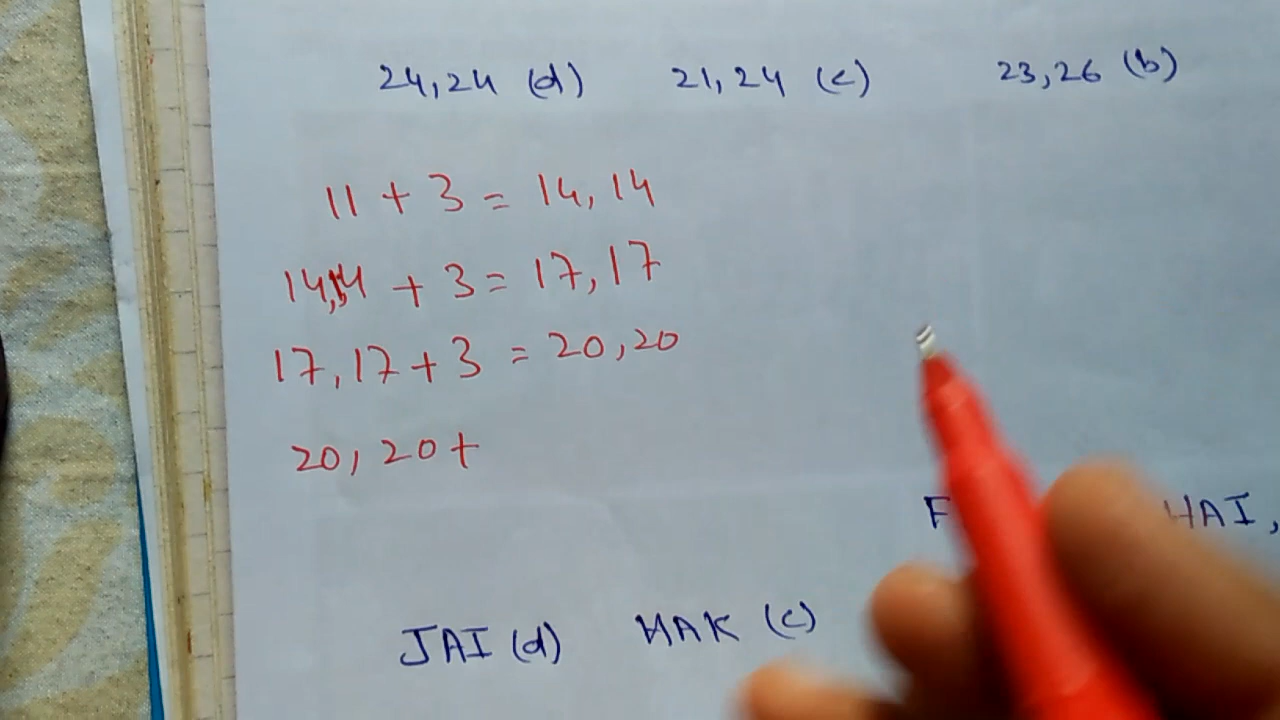 24,24 (d) 21,24 (c) 23,26 (b)
11 + 3 = 14, 14
14,14 + 3 = 17, 17
17, 17 + 3 = 20, 20
20, 20 +
HAI,
JAI (d) HAK (c)